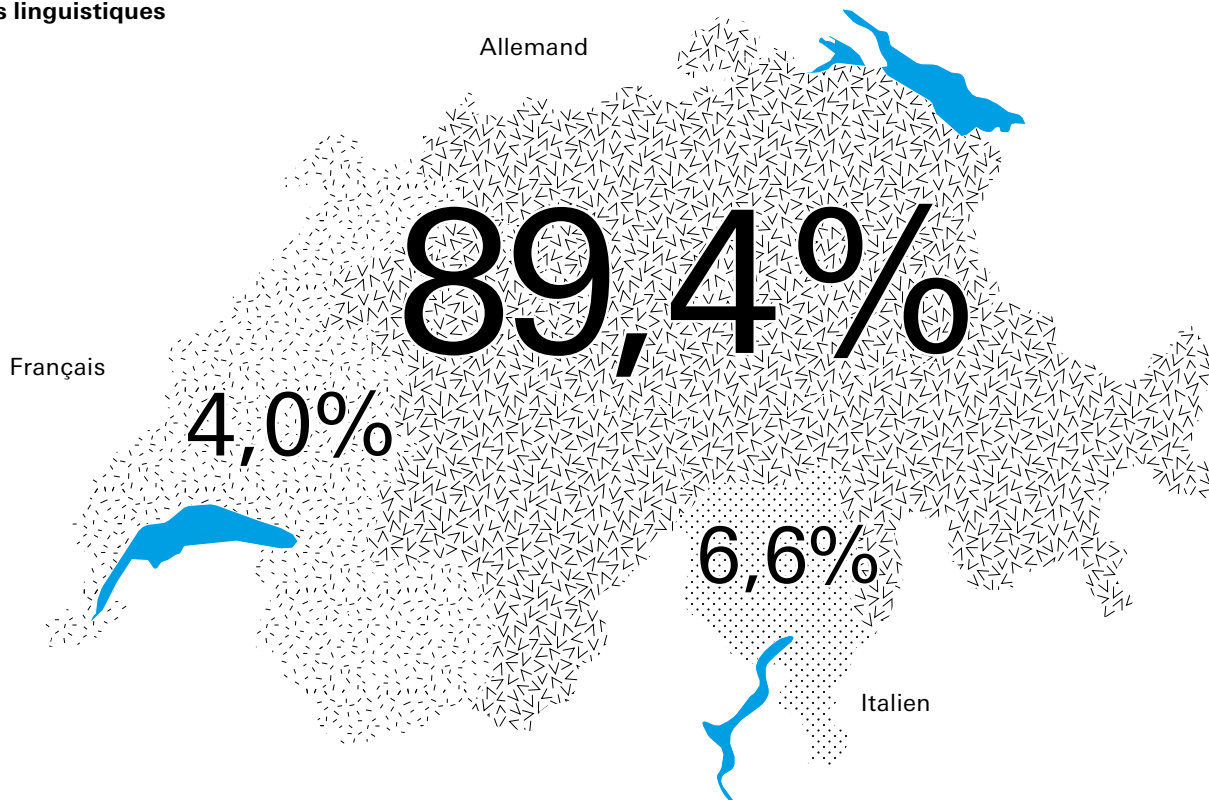 s linguistiques
Allemand
89,4%
Français
4,0%
6,6%
Italien